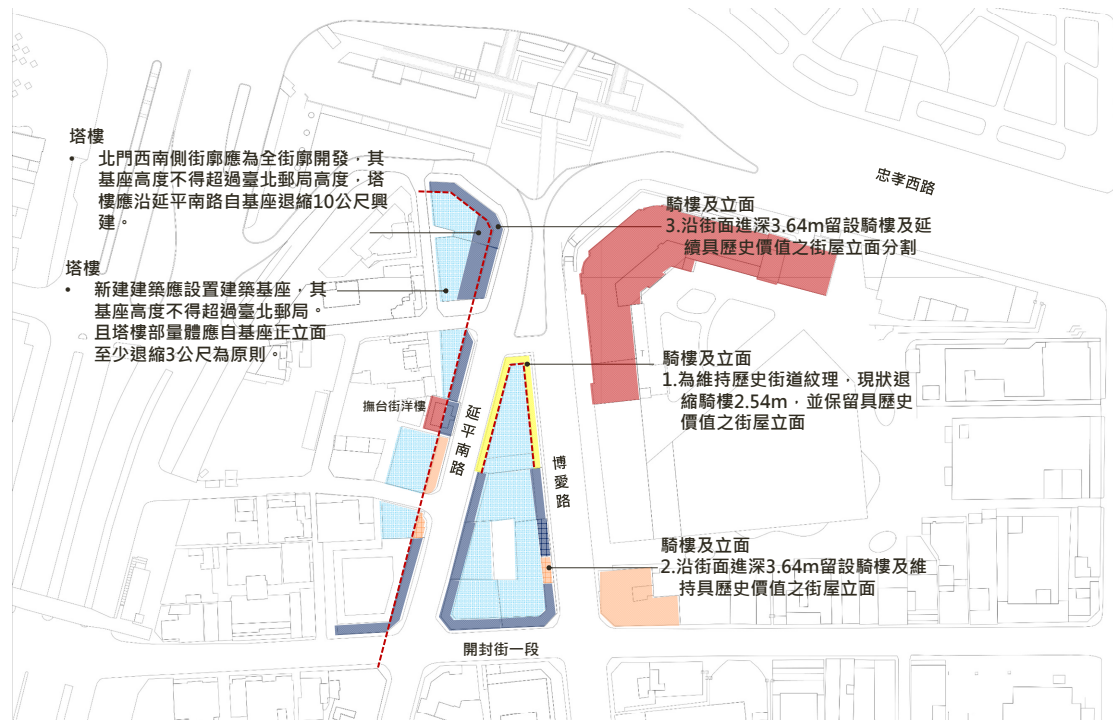 塔樓
• 北門西南側街廓應為全街廓開發，其
基座高度不得超過臺北郵局高度，塔
樓應沿延平南路自基座退縮10公尺興
建。
塔樓
• 新建建築應設置建築基座，其
基座高度不得超過臺北郵局。
且塔樓部量體應自基座正立面
至少退縮3公尺為原則。
忠孝西路
騎樓及立面
3.沿街面進深3.64m留設騎樓及延
續具歷史價值之街屋立面分割
騎樓及立面
1.為維持歷史街道紋理，現狀退
縮騎樓2.54m，並保留具歷史
價值之街屋立面
撫台街洋樓
延平南路
博愛路
騎樓及立面
2.沿街面進深3.64m留設騎樓及維
持具歷史價值之街屋立面
開封街一段